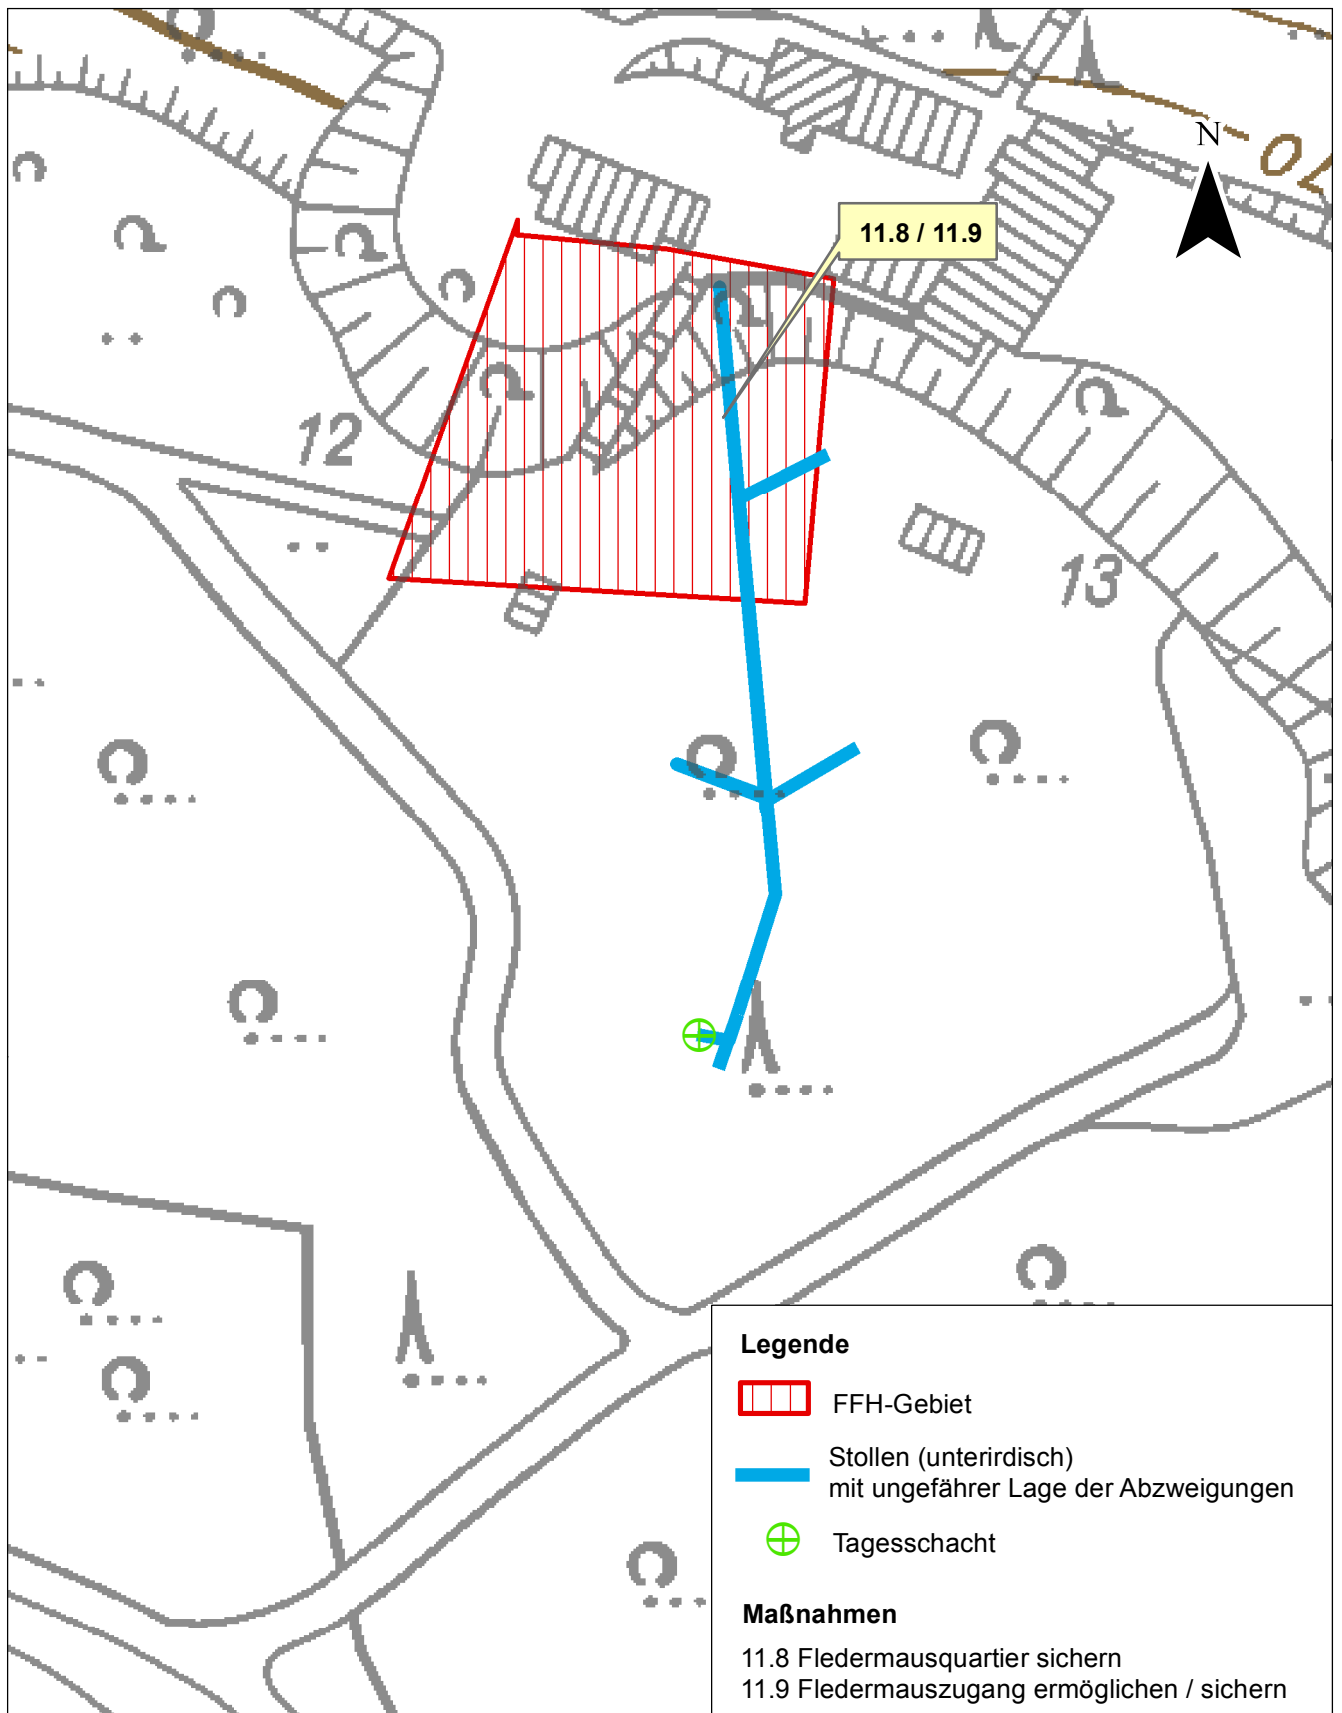 N
70
11.8 / 11.9
12
13
Legende
FFH-Gebiet
Stollen (unterirdisch)
mit ungefährer Lage der Abzweigungen
Tagesschacht
Maßnahmen
11.8 Fledermausquartier sichern
11.9 Fledermauszugang ermöglichen / sichern